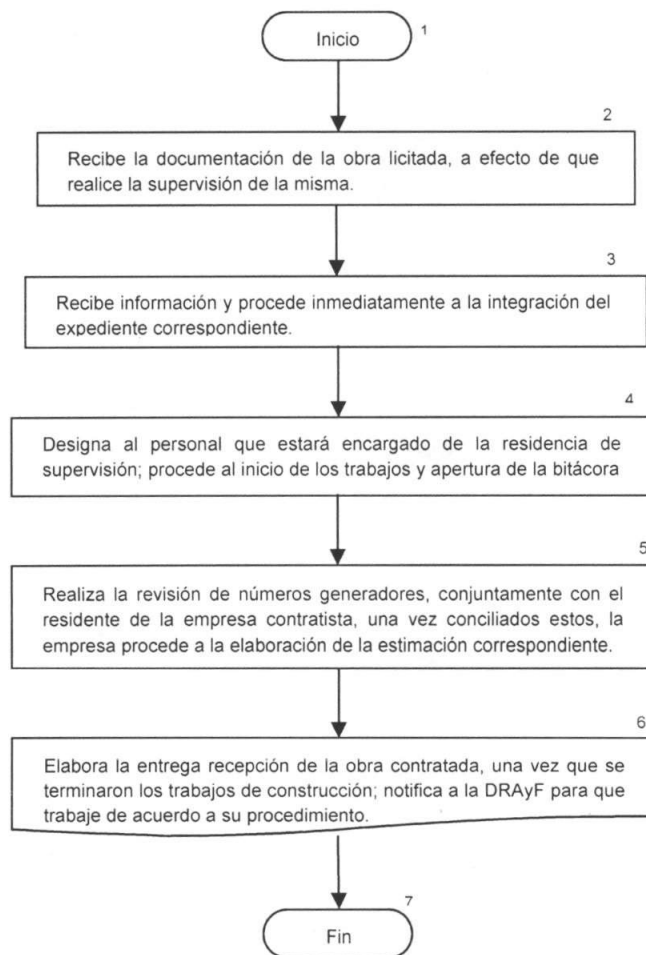 Inicio
1
2
Recibe la documentación de la obra licitada, a efecto de que
realice la supervisión de la misma.
3
Recibe información y procede inmediatamente a la integración del
expediente correspondiente.
4
Designa al personal que estará encargado de la residencia de
supervisión; procede al inicio de los trabajos y apertura de la bitácora
5
Realiza la revisión de números generadores, conjuntamente con el
residente de la empresa contratista, una vez conciliados estos, la
empresa procede a la elaboración de la estimación correspondiente.
6
Elabora la entrega recepción de la obra contratada, una vez que se
terminaron los trabajos de construcción; notifica a la DRAyF para que
trabaje de acuerdo a su procedimiento.
7
Fin